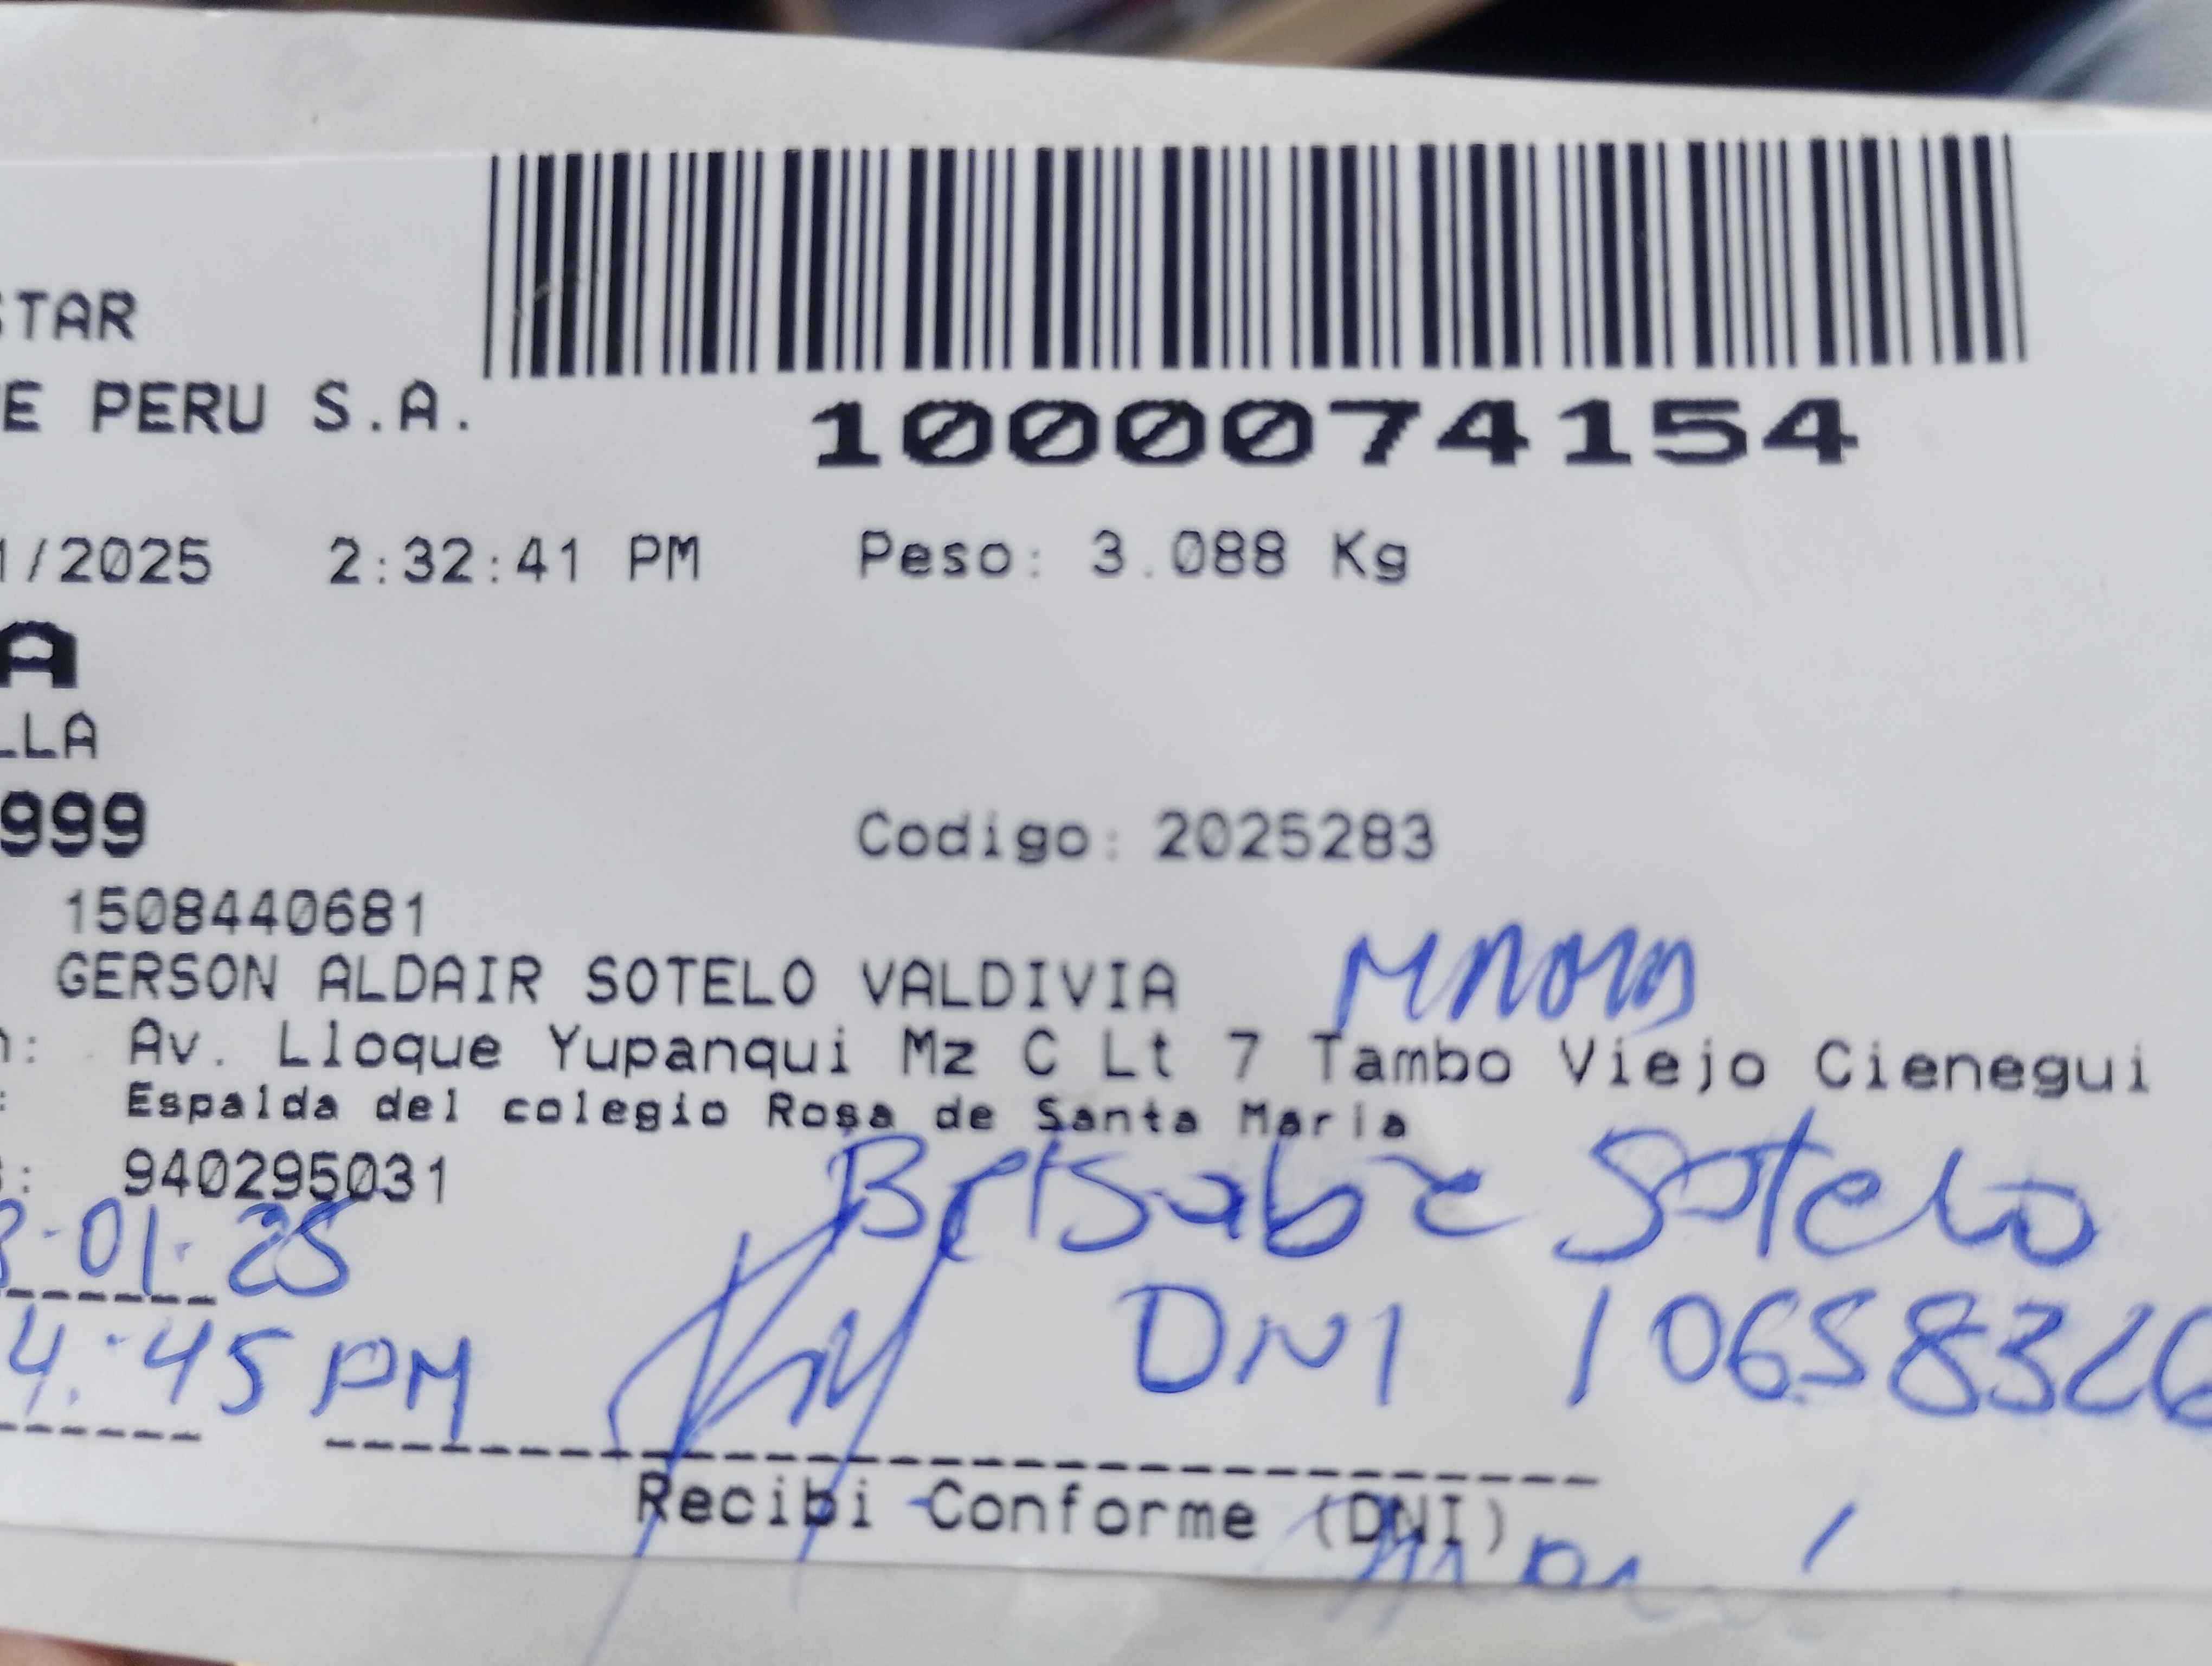 STAR
E PERU S.A.
1000074154
1/2025 2:32:41 PM Peso: 3.088 Kg
A
LLA
999
Codigo: 2025283
1508440681
GERSON ALDAIR SOTELO VALDIVIA
Av. Lloque Yupanqui Mz C Lt 7 Tambo Viejo Cienegui
Espalda del colegio Rosa de Santa Maria
940295031
Betsabe Sotelo
01-25
DNI 10658326
4:45 PM
Recibi Conforme (DNI)